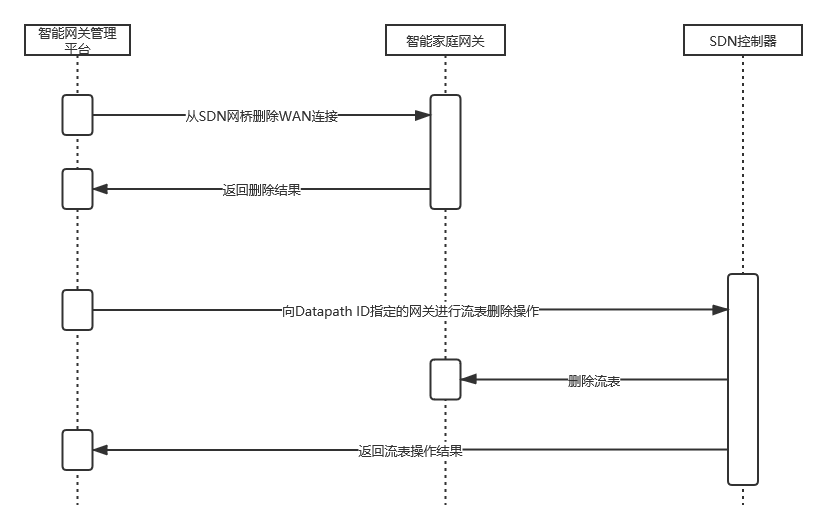 智能网关管理
平台
智能家庭网关
SDN控制器
从SDN网桥删除WAN连接
返回删除结果
向Datapath ID指定的网关进行流表删除操作
删除流表
返回流表操作结果